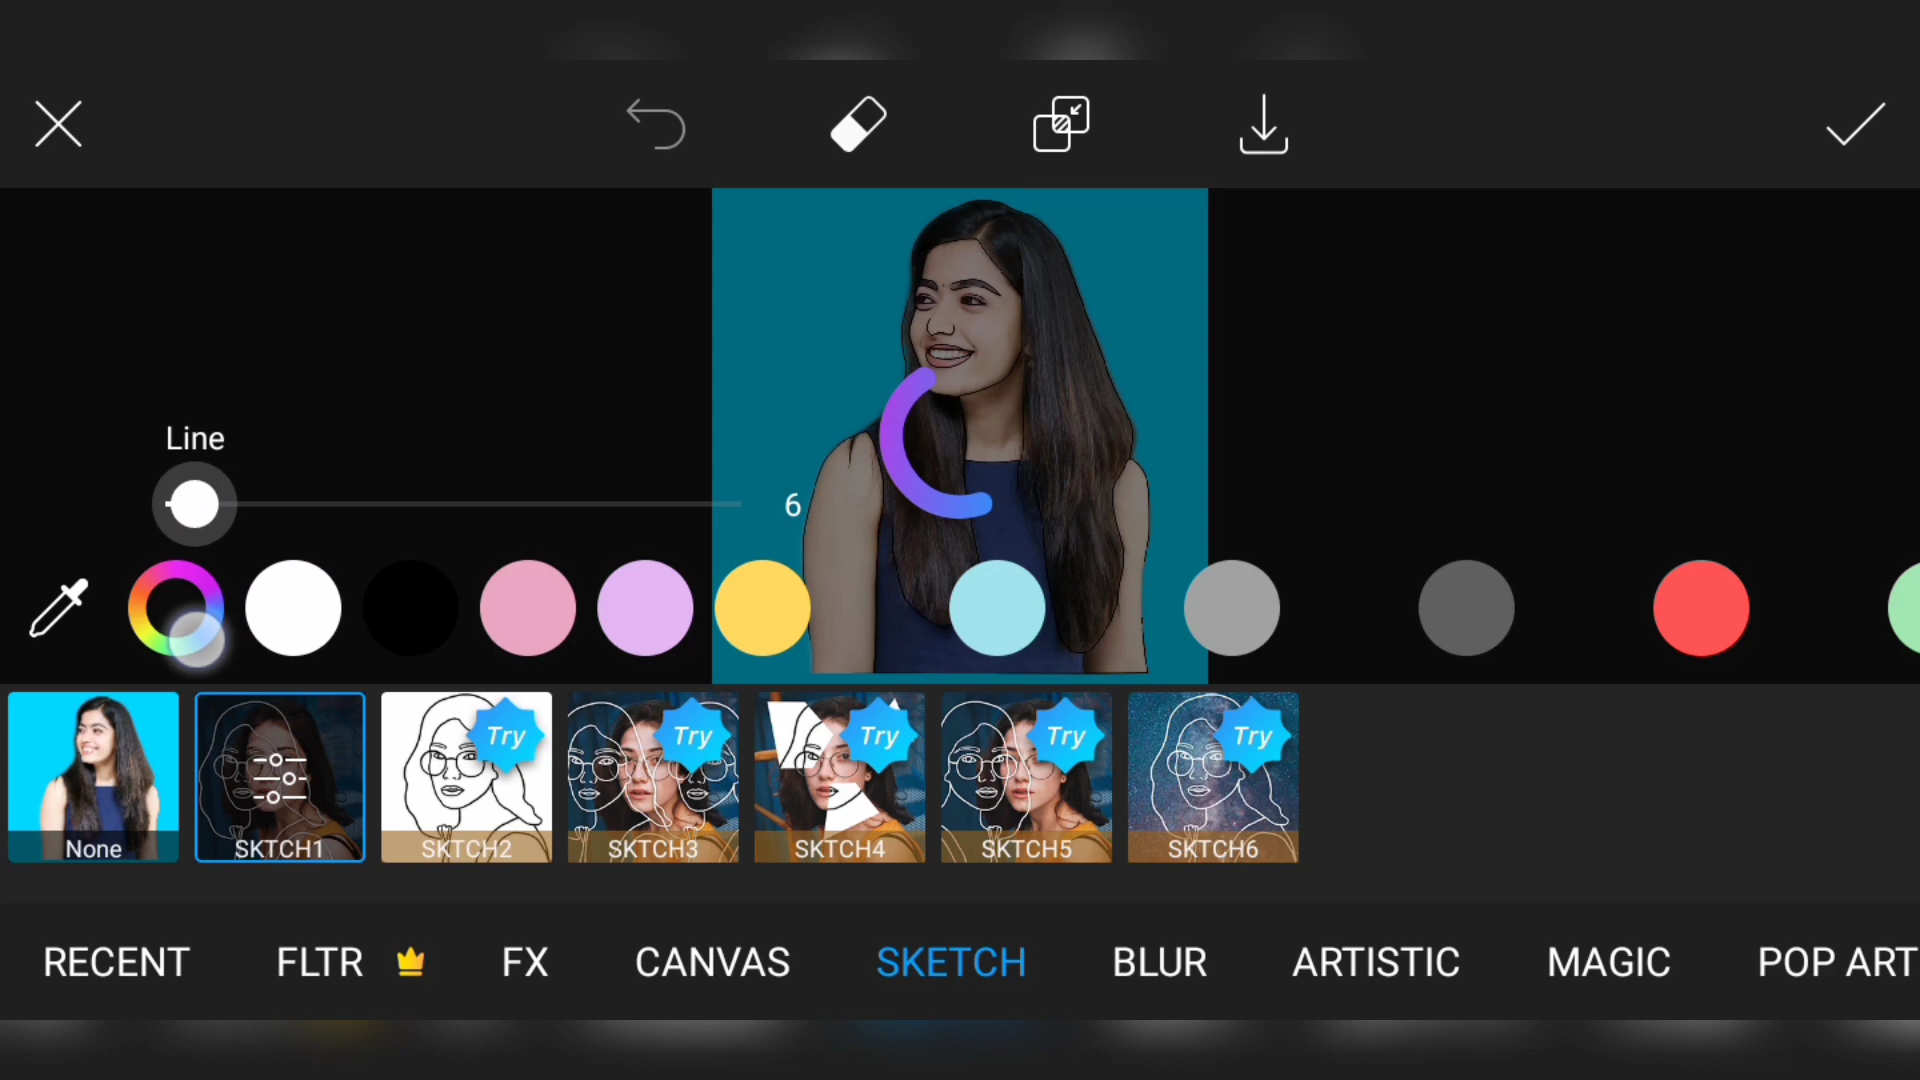 Line
6
Try
Try
Try
Try
Try
None
SKTCH1
SKTCH2
SKTCH3
SKTCH4
SKTCH5
SKTCH6
RECENT FLTR FX CANVAS SKETCH BLUR ARTISTIC MAGIC POP ART